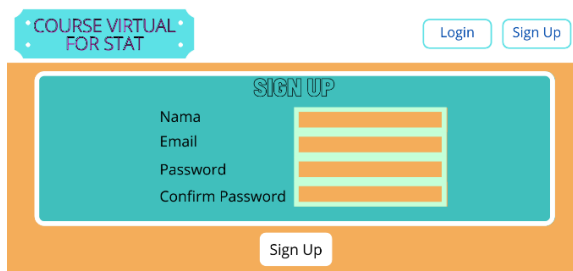 COURSE VIRTUAL
FOR STAT
Login
Sign Up
SIGN UP
Nama
Email
Password
Confirm Password
Sign Up